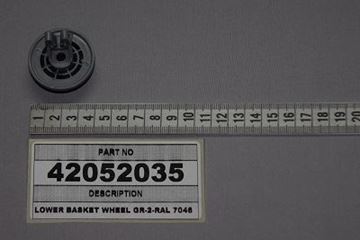 1 2 3 4 5 6 7 8 9 10 11 12 13 14 15 16 17 18 19 20
PART NO
42052035
DESCRIPTION
LOWER BASKET WHEEL GR-2-RAL 7046